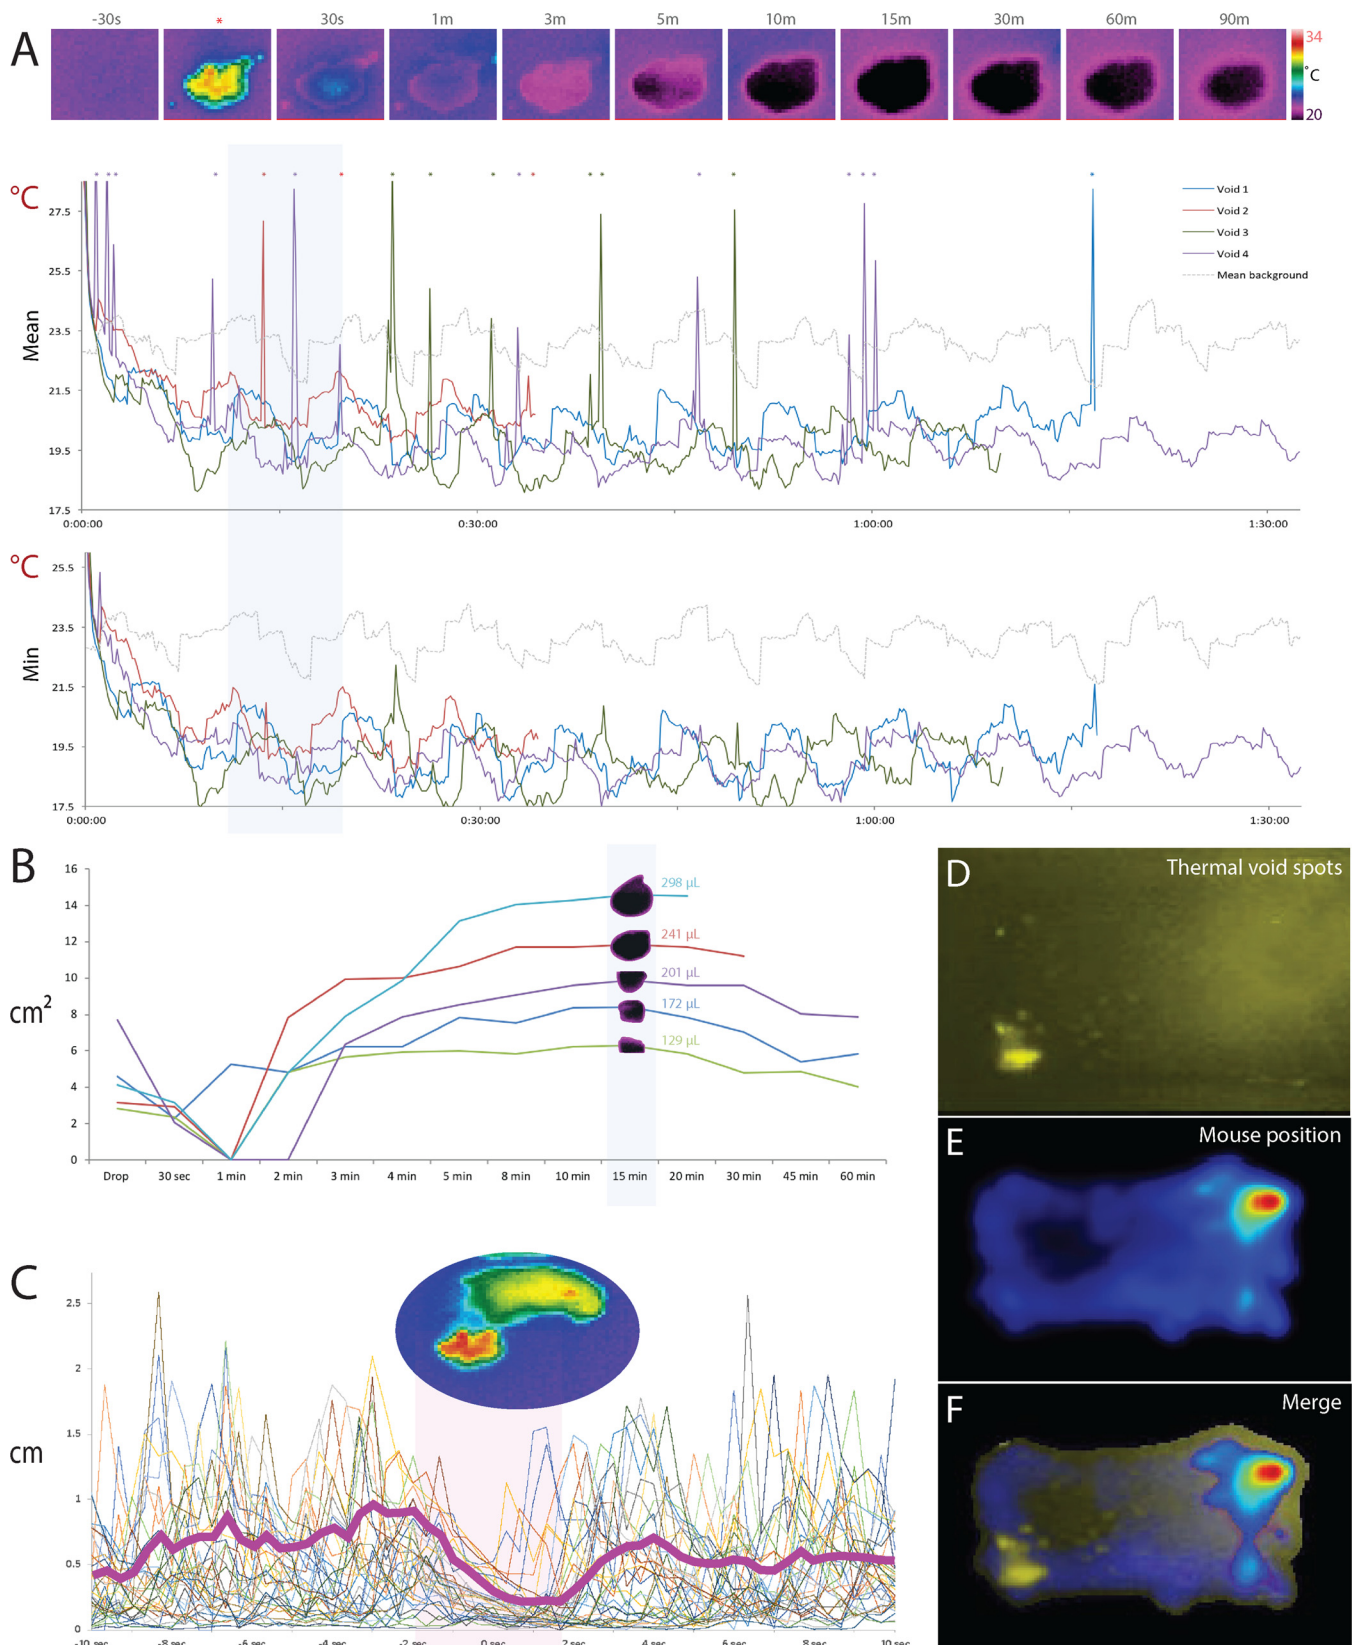 A
-30s * 30s 1m 3m 5m 10m 15m 30m 60m 90m
34
°C
20
°C
* * * * * * * * * * * * * * * * * * * * *
Mean
27.5
25.5
23.5
21.5
19.5
17.5
0:00:00 0:30:00 1:00:00 1:30:00
Void 1
Void 2
Void 3
Void 4
Mean background
°C
Min
25.5
23.5
21.5
19.5
17.5
0:00:00 0:30:00 1:00:00 1:30:00
B
cm²
16
14
12
10
8
6
4
2
0
298 µL
241 µL
201 µL
172 µL
129 µL
Drop 30 sec 1 min 2 min 3 min 4 min 5 min 8 min 10 min 15 min 20 min 30 min 45 min 60 min
C
cm
2.5
2
1.5
1
0.5
0
-10 sec -8 sec -6 sec -4 sec -2 sec 0 sec 2 sec 4 sec 6 sec 8 sec 10 sec
D
Thermal void spots
E
Mouse position
F
Merge